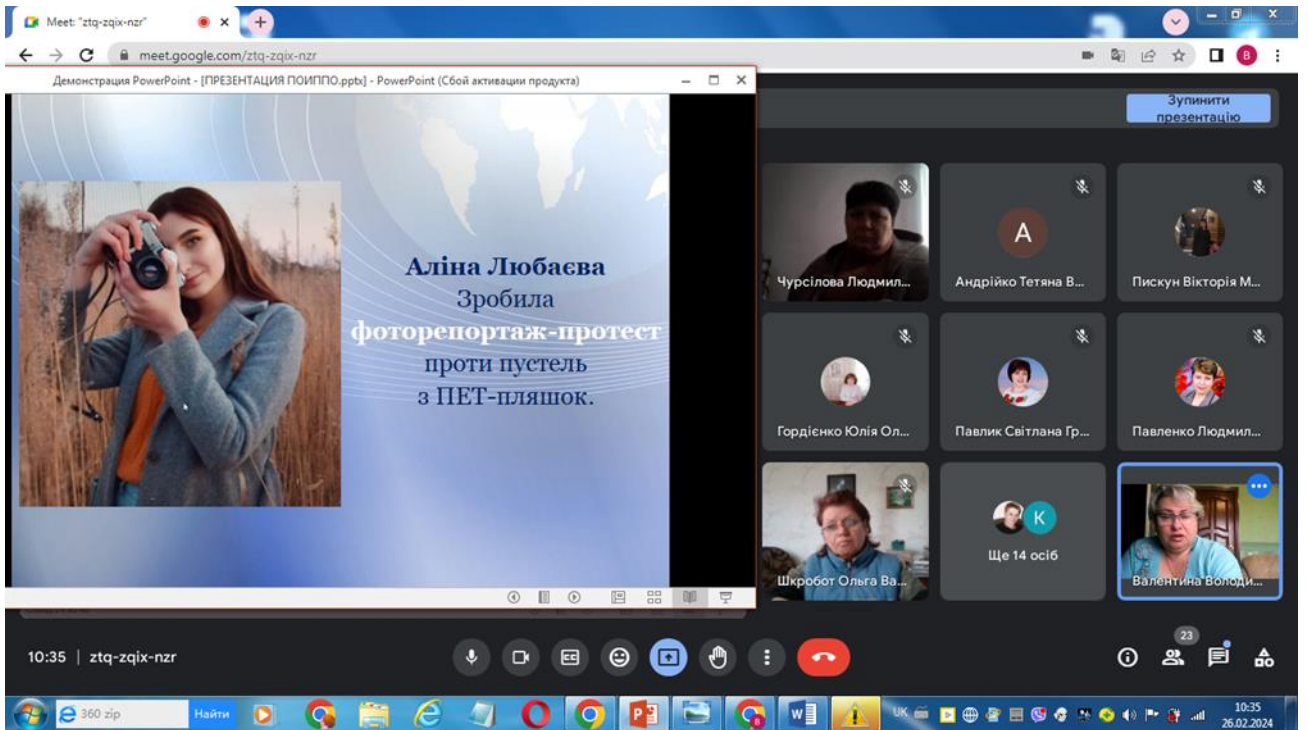 Meet: "ztq-zqix-nzr"
meet.google.com/ztq-zqix-nzr
B
Демонстрация PowerPoint - [ПРЕЗЕНТАЦИЯ ПОИППО.pptx] - PowerPoint (Сбой активации продукта)
Зупинити
презентацію
Аліна Любаєва
Зробила
фоторепортаж-протест
проти пустель
з ПЕТ-пляшок.
Чурсілова Людмил...
А
Андрійко Тетяна В...
Пискун Вікторія М...
Гордієнко Юлія Ол...
Павлик Світлана Гр...
Павленко Людмил...
Шкробот Ольга Ва...
К
Ще 14 осіб
Валентина Володи...
10:35 | ztq-zqix-nzr
CC
23
360 zip
Найти
UK
10:35
26.02.2024